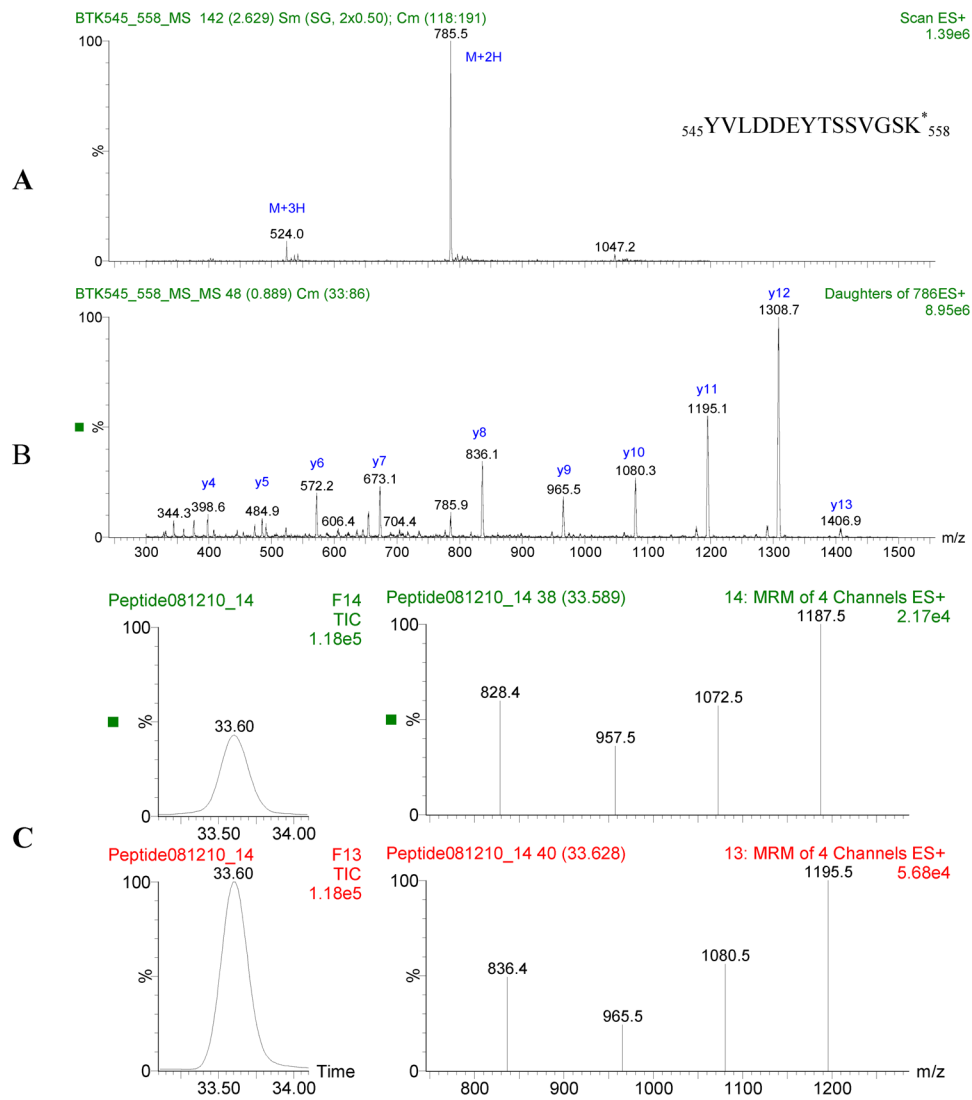 BTK545_558_MS 142 (2.629) Sm (SG, 2x0.50); Cm (118:191)
Scan ES+
1.39e6
785.5
M+2H
100
545YVLDDEYTSSVGSK*558
%
A
M+3H
524.0
1047.2
0
BTK545_558_MS_MS 48 (0.889) Cm (33:86)
Daughters of 786ES+
8.95e6
y12
1308.7
100
y11
1195.1
%
B
y8
836.1
y6
572.2
y7
673.1
y10
1080.3
y9
965.5
y4
398.6
y5
484.9
344.3
606.4
704.4
785.9
y13
1406.9
0
300 400 500 600 700 800 900 1000 1100 1200 1300 1400 1500 m/z
Peptide081210_14 F14
TIC
1.18e5
100
%
33.60
0
33.50 34.00
Peptide081210_14 38 (33.589) 14: MRM of 4 Channels ES+
2.17e4
1187.5
100
828.4
1072.5
957.5
%
0
C
Peptide081210_14 F13
TIC
1.18e5
33.60
100
%
0
33.50 34.00 Time
Peptide081210_14 40 (33.628) 13: MRM of 4 Channels ES+
5.68e4
1195.5
100
836.4
1080.5
965.5
%
0
800 900 1000 1100 1200 m/z